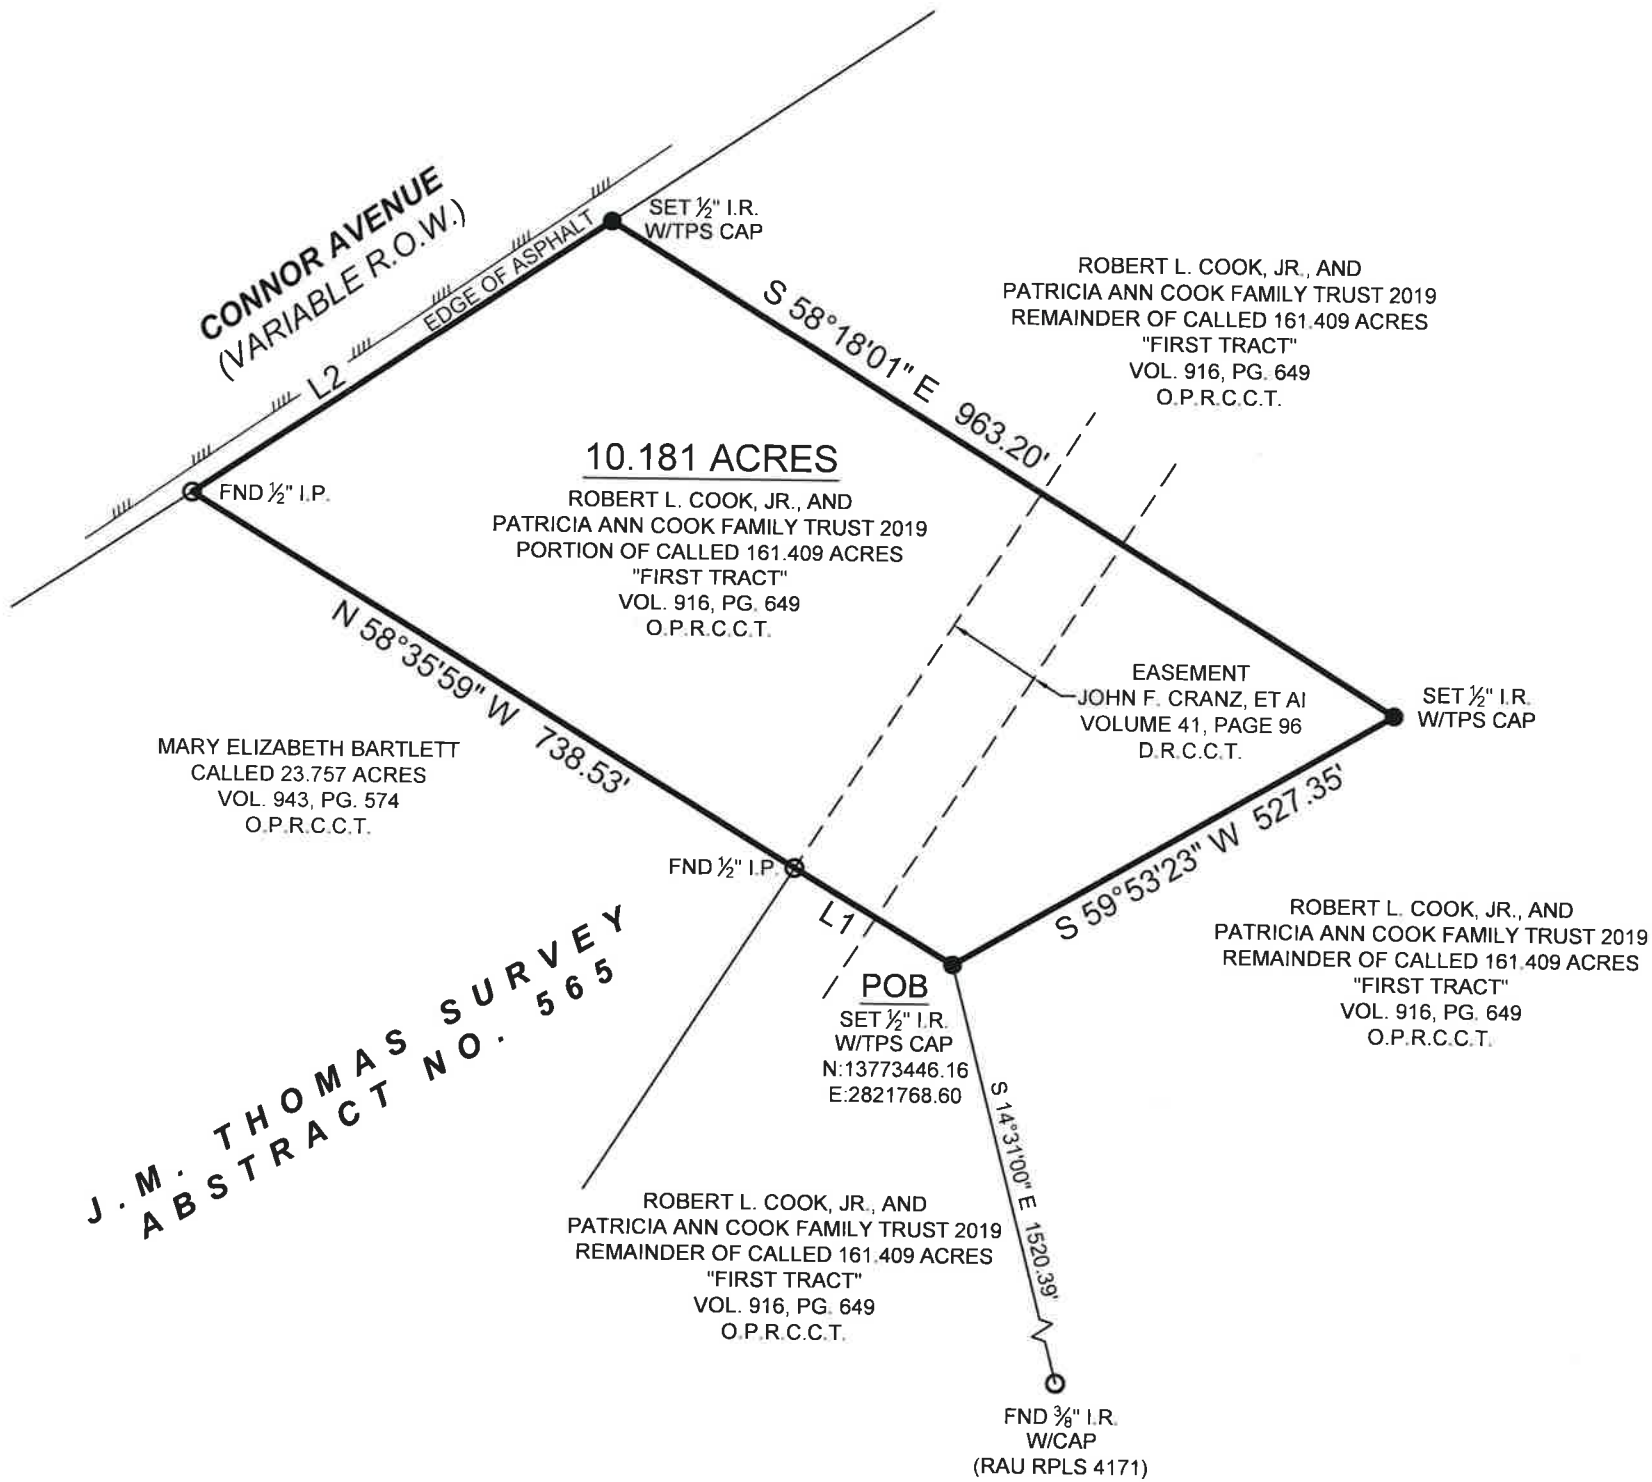 CONNOR AVENUE
(VARIABLE R.O.W.)
EDGE OF ASPHALT
L2
SET ½" I.R.
W/TPS CAP
S 58°18'01" E 963.20'
ROBERT L. COOK, JR., AND
PATRICIA ANN COOK FAMILY TRUST 2019
REMAINDER OF CALLED 161.409 ACRES
"FIRST TRACT"
VOL. 916, PG. 649
O.P.R.C.C.T.
FND ½" I.P.
10.181 ACRES
ROBERT L. COOK, JR., AND
PATRICIA ANN COOK FAMILY TRUST 2019
PORTION OF CALLED 161.409 ACRES
"FIRST TRACT"
VOL. 916, PG. 649
O.P.R.C.C.T.
N 58°35'59" W 738.53'
EASEMENT
JOHN F. CRANZ, ET AI
VOLUME 41, PAGE 96
D.R.C.C.T.
SET ½" I.R.
W/TPS CAP
MARY ELIZABETH BARTLETT
CALLED 23.757 ACRES
VOL. 943, PG. 574
O.P.R.C.C.T.
S 59°53'23" W 527.35'
FND ½" I.P.
L1
ROBERT L. COOK, JR., AND
PATRICIA ANN COOK FAMILY TRUST 2019
REMAINDER OF CALLED 161.409 ACRES
"FIRST TRACT"
VOL. 916, PG. 649
O.P.R.C.C.T.
POB
SET ½" I.R.
W/TPS CAP
N:13773446.16
E:2821768.60
J.M. THOMAS SURVEY
ABSTRACT NO. 565
S 14°31'00" E 1520.39'
ROBERT L. COOK, JR., AND
PATRICIA ANN COOK FAMILY TRUST 2019
REMAINDER OF CALLED 161.409 ACRES
"FIRST TRACT"
VOL. 916, PG. 649
O.P.R.C.C.T.
FND ⅜" I.R.
W/CAP
(RAU RPLS 4171)